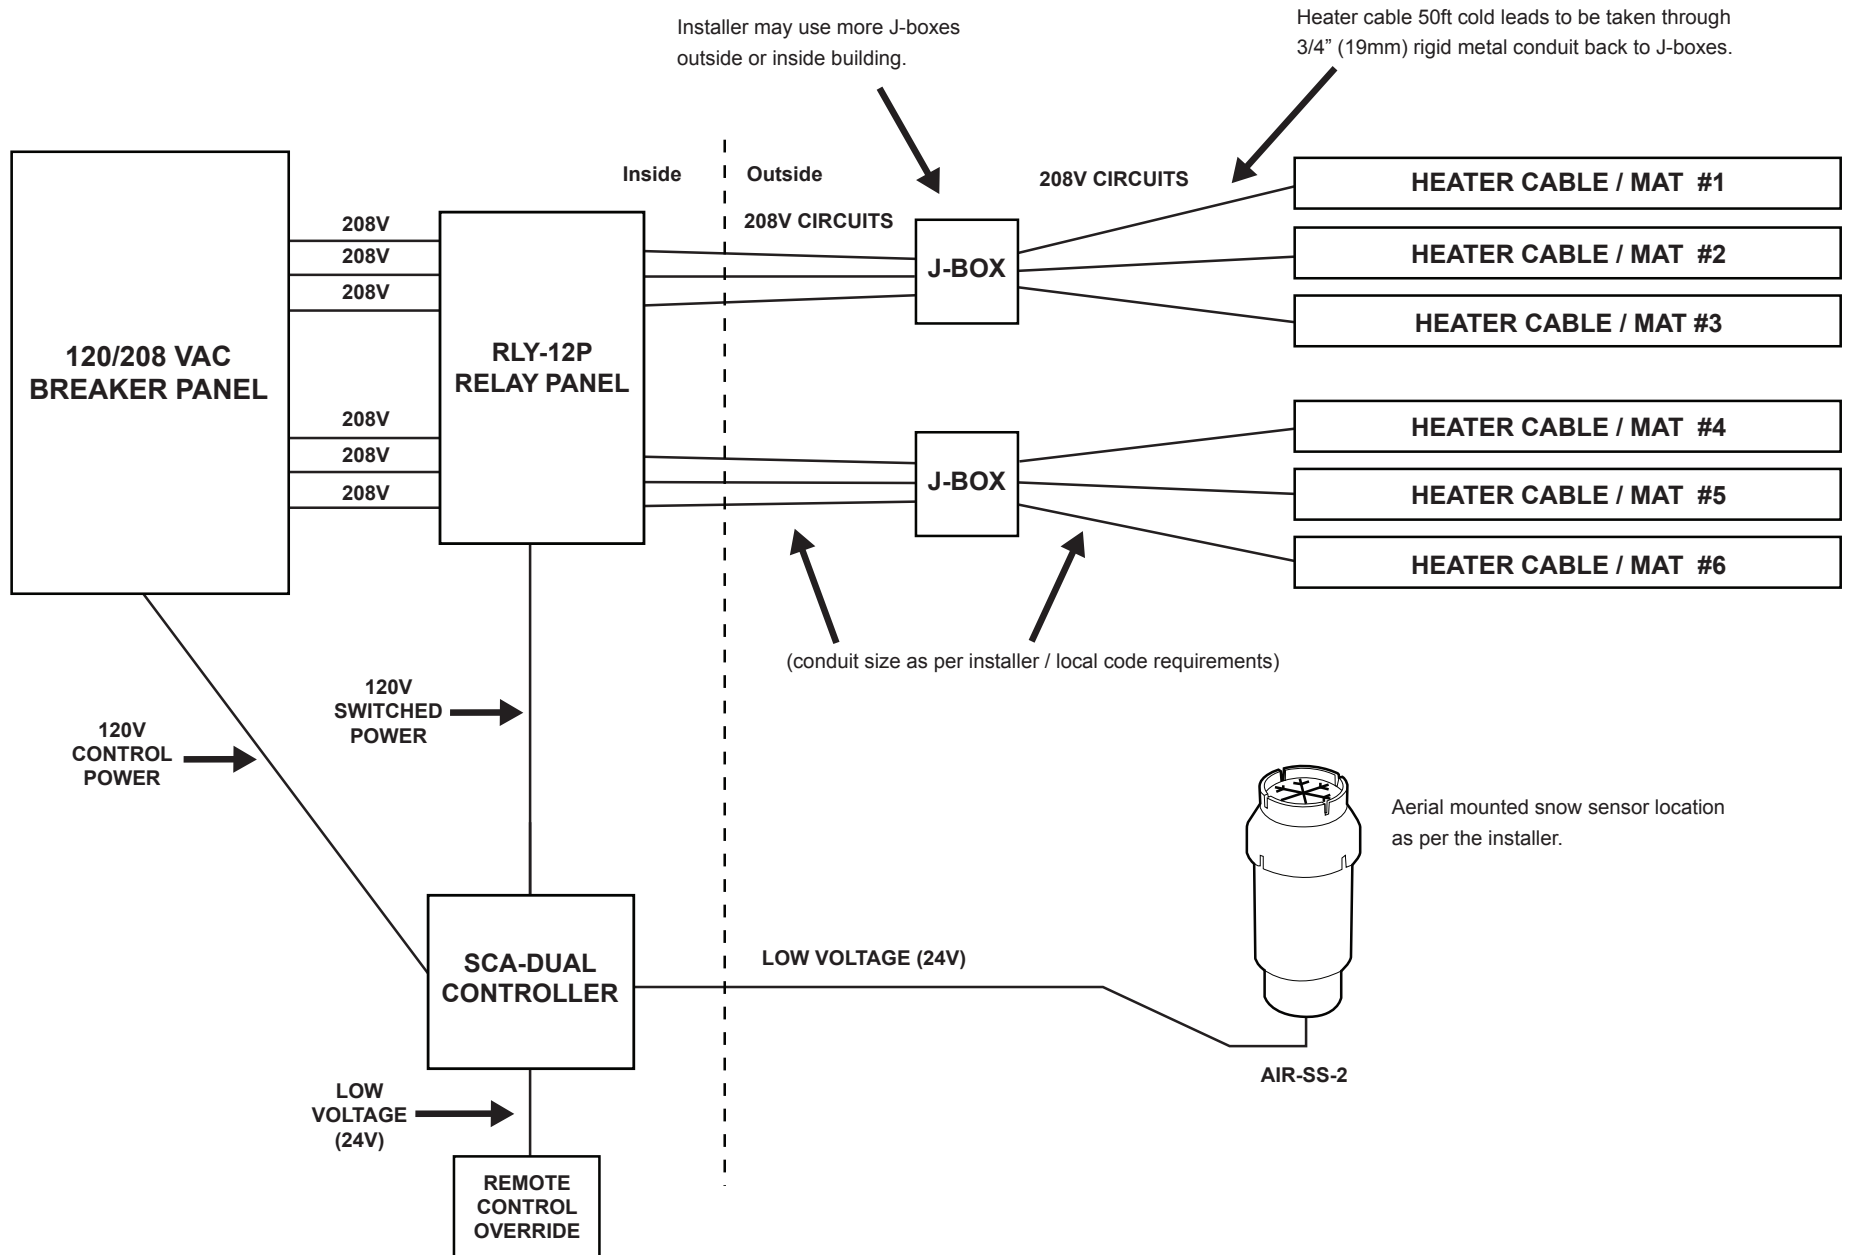 Installer may use more J-boxes
outside or inside building.
Heater cable 50ft cold leads to be taken through
3/4” (19mm) rigid metal conduit back to J-boxes.
Inside
Outside
208V CIRCUITS
208V CIRCUITS
208V
208V
208V
120/208 VAC
BREAKER PANEL
208V
208V
208V
RLY-12P
RELAY PANEL
J-BOX
J-BOX
HEATER CABLE / MAT #1
HEATER CABLE / MAT #2
HEATER CABLE / MAT #3
HEATER CABLE / MAT #4
HEATER CABLE / MAT #5
HEATER CABLE / MAT #6
(conduit size as per installer / local code requirements)
120V
SWITCHED
POWER
120V
CONTROL
POWER
Aerial mounted snow sensor location
as per the installer.
SCA-DUAL
CONTROLLER
LOW VOLTAGE (24V)
AIR-SS-2
LOW
VOLTAGE
(24V)
REMOTE
CONTROL
OVERRIDE